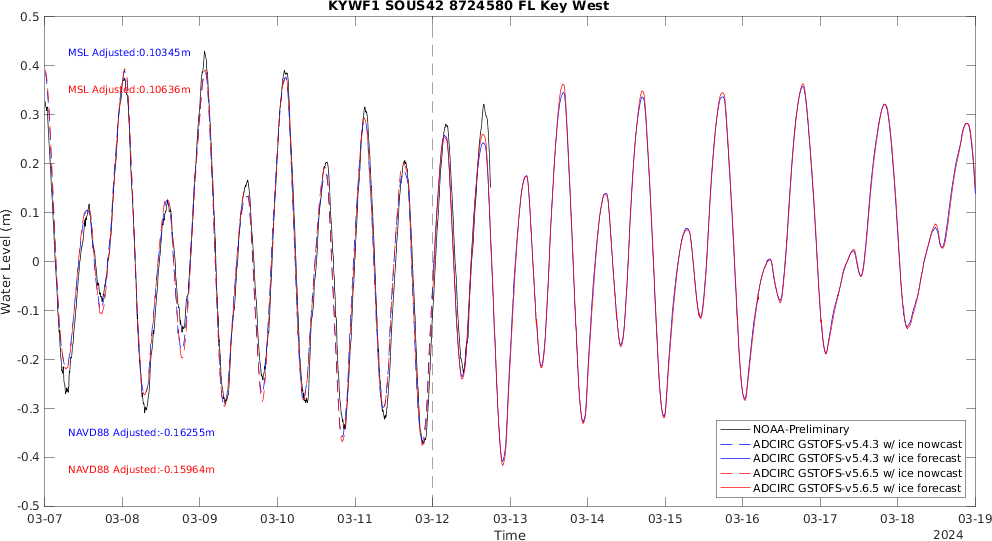 KYWF1 SOUS42 8724580 FL Key West
0.5
0.4
0.3
0.2
0.1
0
-0.1
-0.2
-0.3
-0.4
-0.5
Water Level (m)
MSL Adjusted:0.10345m
MSL Adjusted:0.10636m
NAVD88 Adjusted:-0.16255m
NAVD88 Adjusted:-0.15964m
NOAA-Preliminary
ADCIRC GSTOFS-v5.4.3 w/ ice nowcast
ADCIRC GSTOFS-v5.4.3 w/ ice forecast
ADCIRC GSTOFS-v5.6.5 w/ ice nowcast
ADCIRC GSTOFS-v5.6.5 w/ ice forecast
03-07 03-08 03-09 03-10 03-11 03-12 03-13 03-14 03-15 03-16 03-17 03-18 03-19
Time
2024